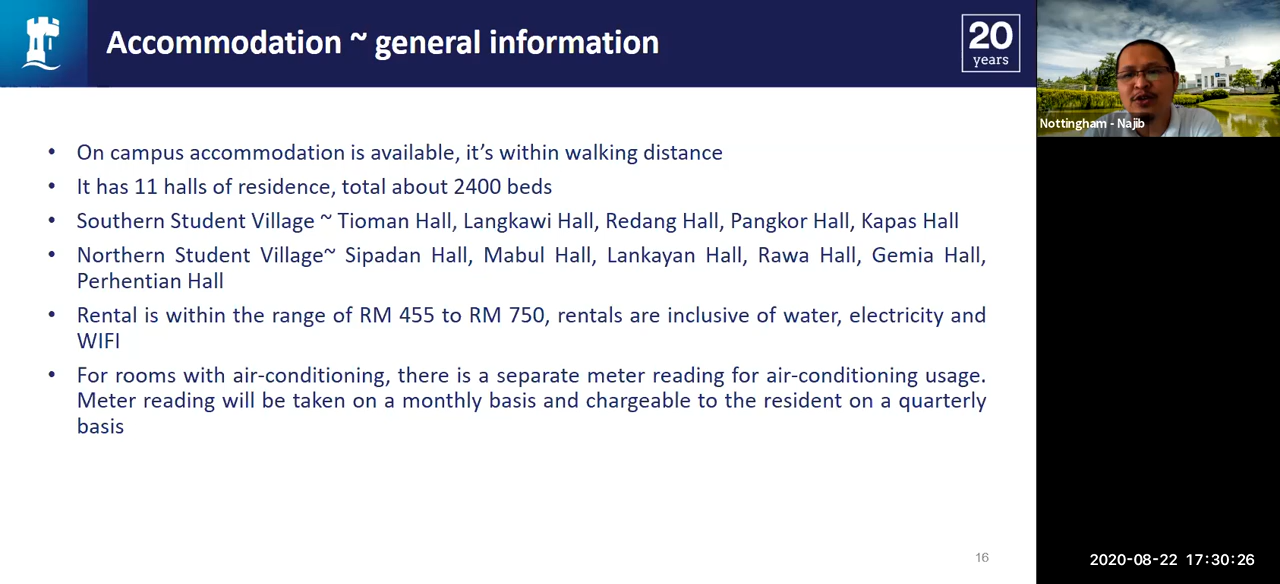 Accommodation ~ general information
20
years
Nottingham - Najib
• On campus accommodation is available, it's within walking distance
• It has 11 halls of residence, total about 2400 beds
• Southern Student Village ~ Tioman Hall, Langkawi Hall, Redang Hall, Pangkor Hall, Kapas Hall
• Northern Student Village~ Sipadan Hall, Mabul Hall, Lankayan Hall, Rawa Hall, Gemia Hall,
Perhentian Hall
• Rental is within the range of RM 455 to RM 750, rentals are inclusive of water, electricity and
WIFI
• For rooms with air-conditioning, there is a separate meter reading for air-conditioning usage.
Meter reading will be taken on a monthly basis and chargeable to the resident on a quarterly
basis
16
2020-08-22 17:30:26